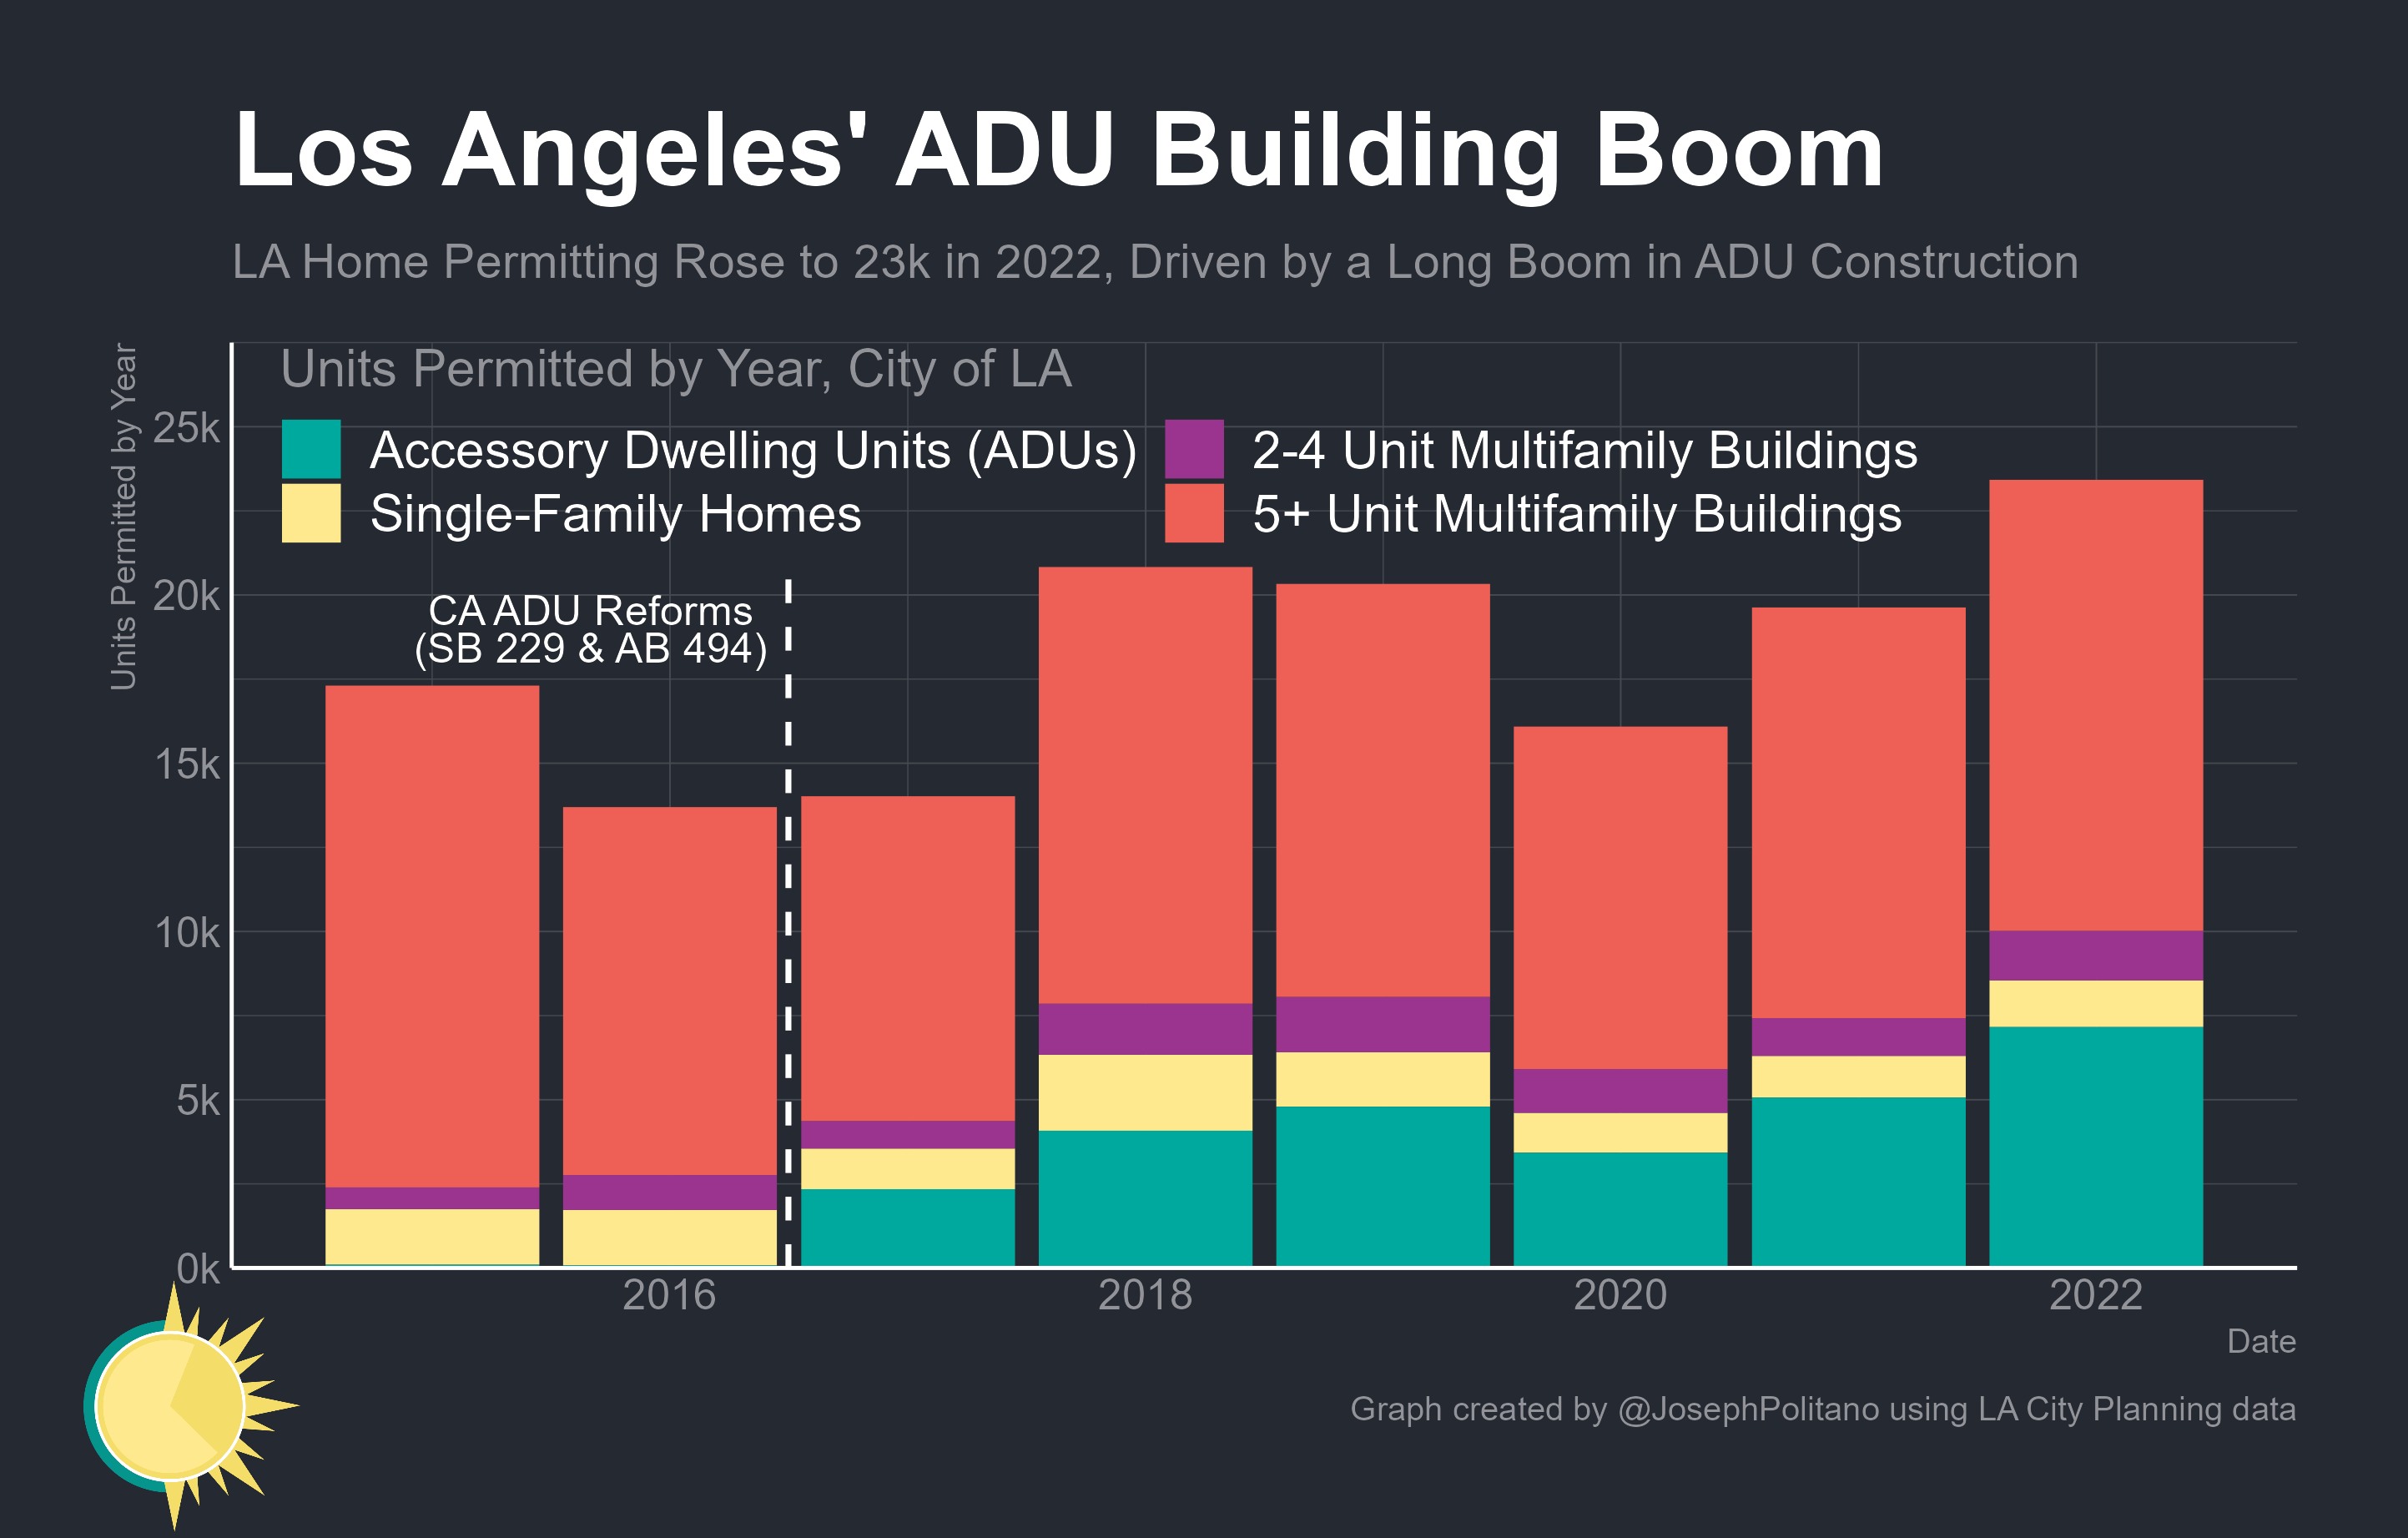 Los Angeles' ADU Building Boom
LA Home Permitting Rose to 23k in 2022, Driven by a Long Boom in ADU Construction
Units Permitted by Year
Units Permitted by Year, City of LA
Accessory Dwelling Units (ADUs)
2-4 Unit Multifamily Buildings
Single-Family Homes
5+ Unit Multifamily Buildings
CA ADU Reforms
(SB 229 & AB 494)
25k
20k
15k
10k
5k
0k
2016
2018
2020
2022
Date
Graph created by @JosephPolitano using LA City Planning data